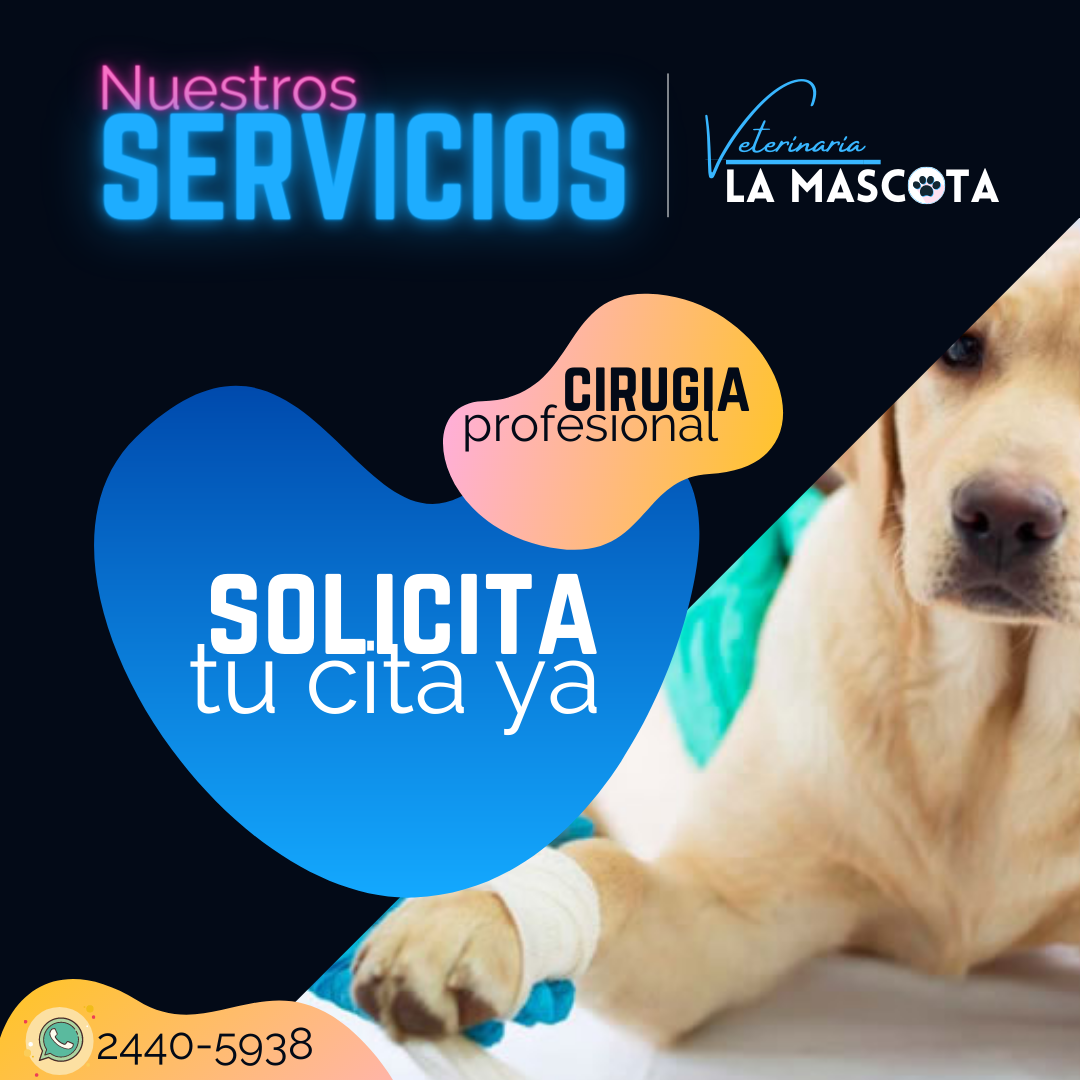 Nuestros
SERVICIOS
Veterinaria
LA MASCOTA
CIRUGIA
profesional
SOLICITA
tu cita ya
2440-5938